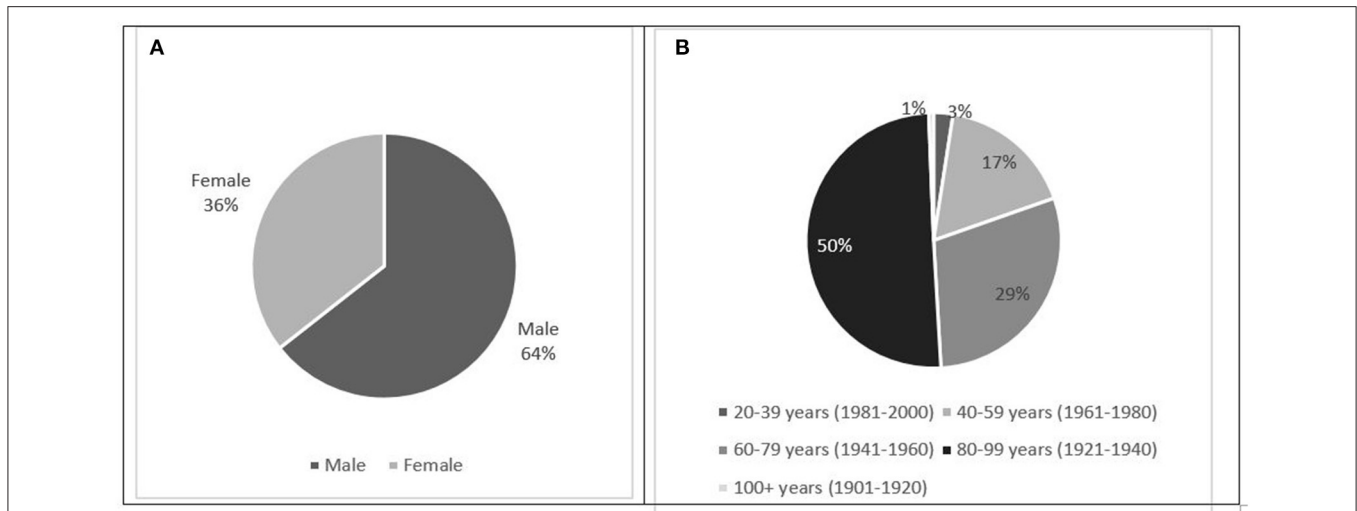 A
Female
36%
Male
64%
■ Male ■ Female
B
1%
3%
17%
50%
29%
■ 20-39 years (1981-2000) ■ 40-59 years (1961-1980)
■ 60-79 years (1941-1960) ■ 80-99 years (1921-1940)
■ 100+ years (1901-1920)